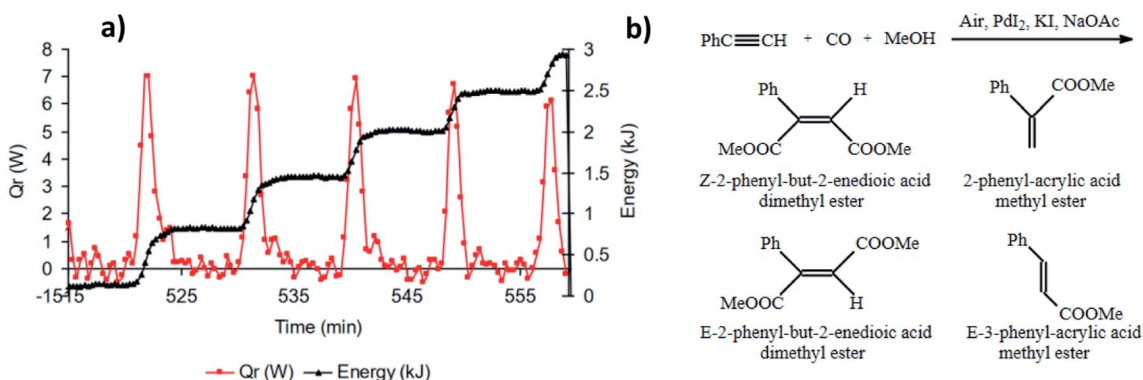 a)
8
7
6
5
4
3
2
1
0
-1
Qr (W)
3
2.5
2
1.5
1
0.5
0
Energy (kJ)
515 525 535 545 555
Time (min)
Qr (W) Energy (kJ)
b)
PhC≡CH + CO + MeOH
Air, PdI₂, KI, NaOAc
Ph H
MeOOC COOMe
Z-2-phenyl-but-2-enedioic acid
dimethyl ester
Ph COOMe
2-phenyl-acrylic acid
methyl ester
Ph COOMe
MeOOC H
E-2-phenyl-but-2-enedioic acid
dimethyl ester
Ph
COOMe
E-3-phenyl-acrylic acid
methyl ester